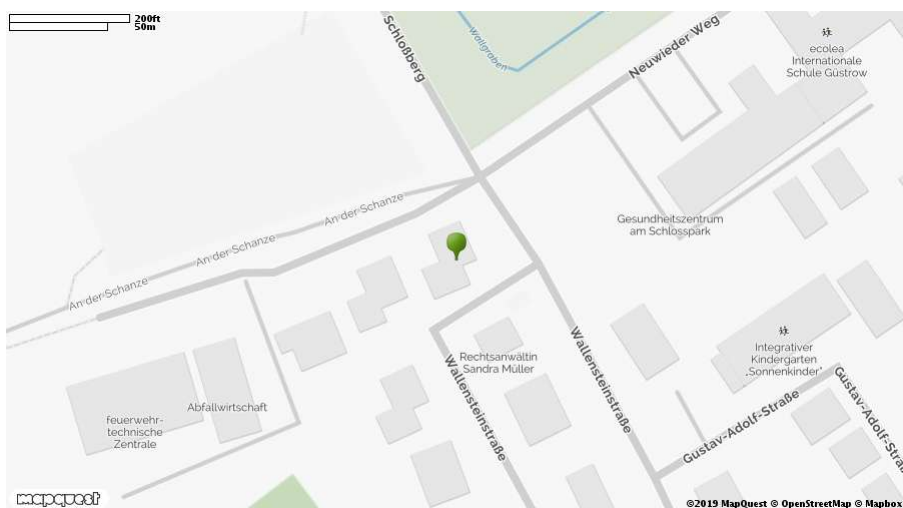 200ft
50m
Schloßberg
Wallgraben
Neuwieder Weg
ecolea
Internationale
Schule Güstrow
An der Schanze
An der Schanze
An der Schanze
Gesundheitszentrum
am Schlosspark
Rechtsanwältin
Sandra Müller
Wallensteinstraße
Wallensteinstraße
Integrativer
Kindergarten
„Sonnenkinder"
Gustav-Adolf-Straße
Gustav-Adolf-Straß
Abfallwirtschaft
feuerwehr-
technische
Zentrale
mapquest
©2019 MapQuest © OpenStreetMap © Mapbox